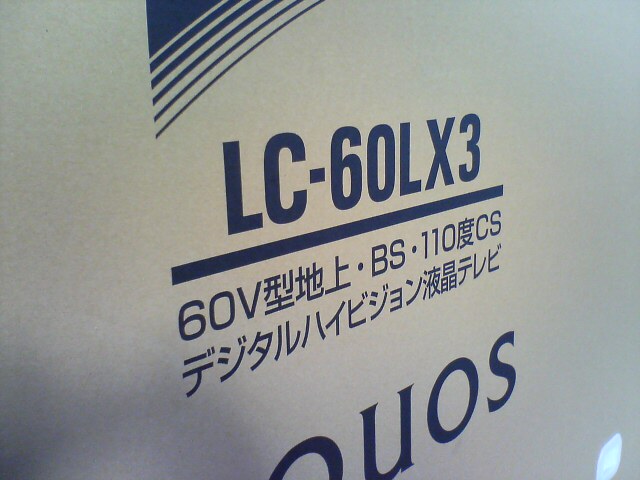 LC-60LX3
60V型地上・BS・110度CS
デジタルハイビジョン液晶テレビ
QUOS